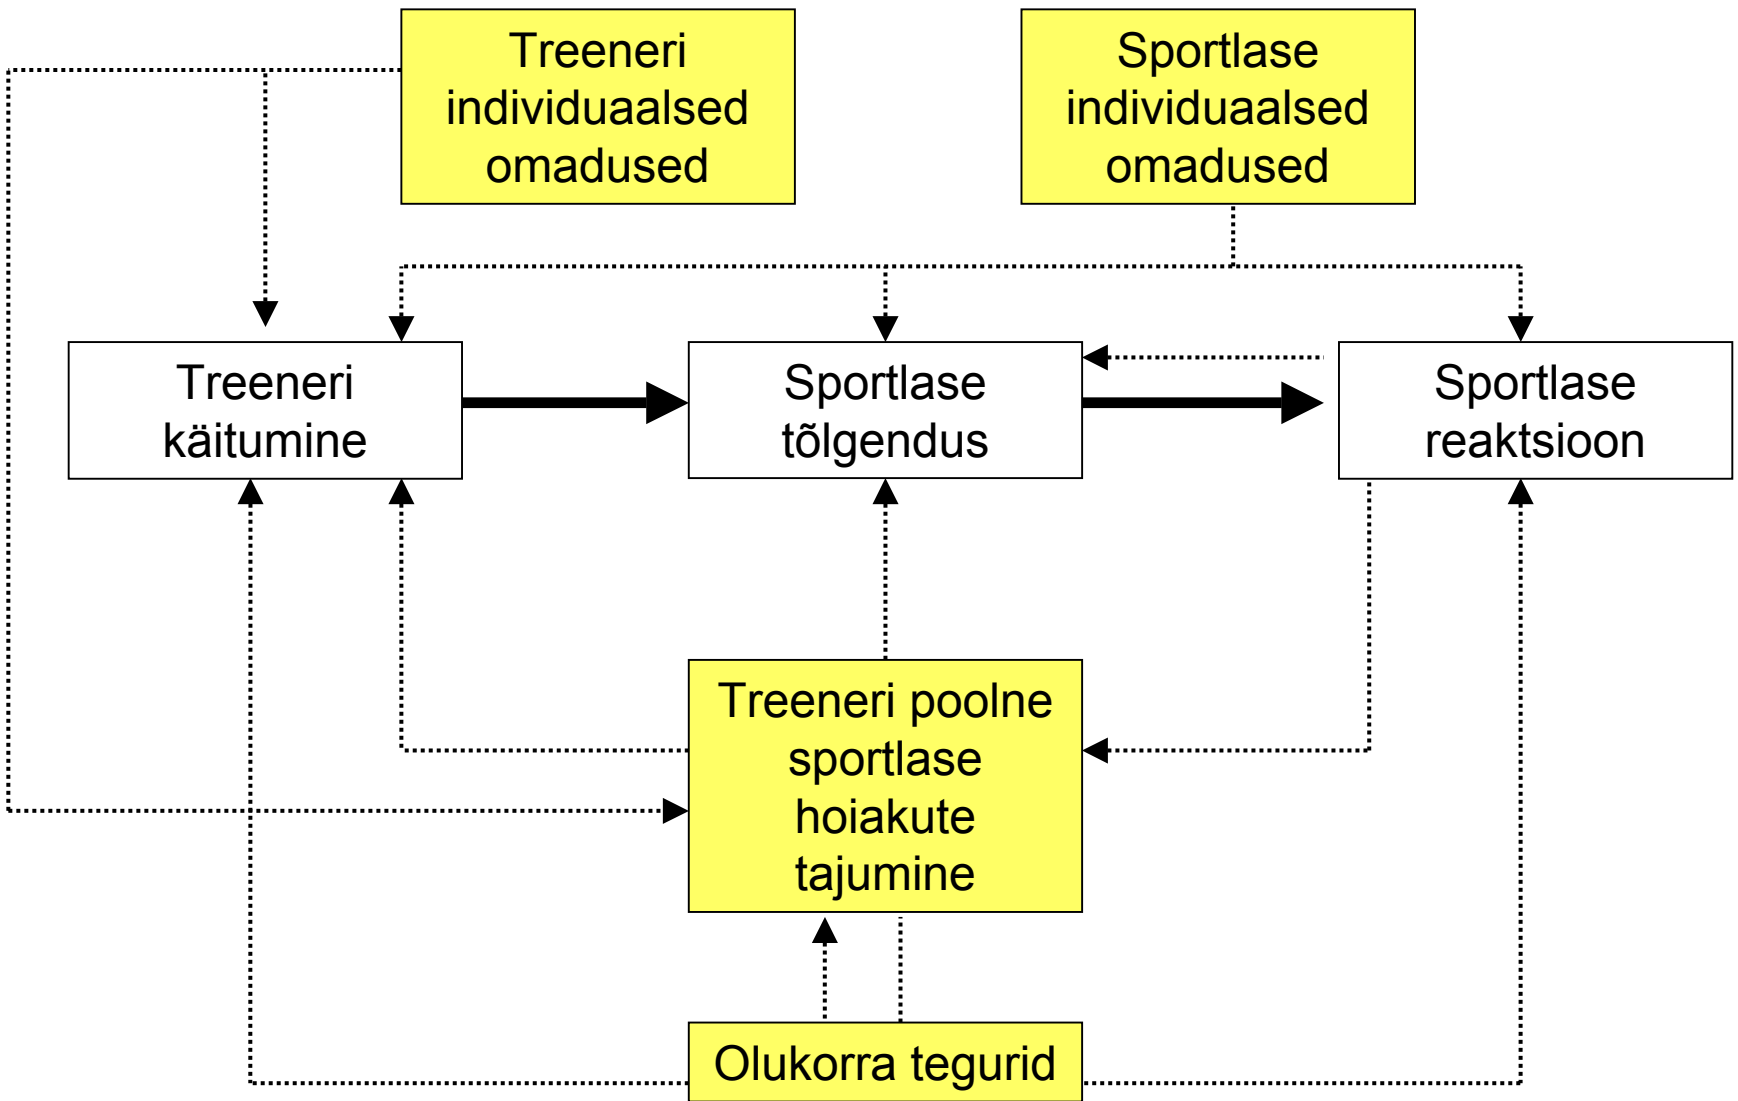 Treeneri
individuaalsed
omadused
Sportlase
individuaalsed
omadused
Treeneri
käitumine
Sportlase
tõlgendus
Sportlase
reaktsioon
Treeneri poolne
sportlase
hoiakute
tajumine
Olukorra tegurid